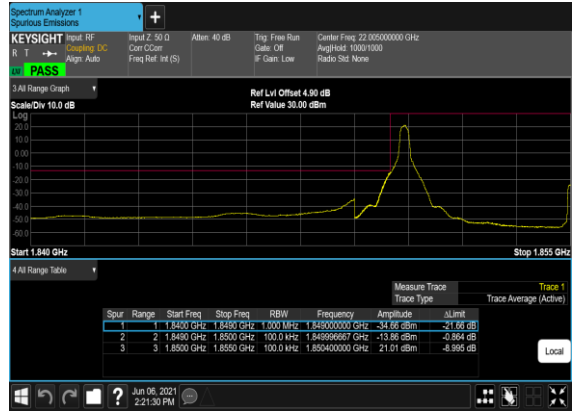 Spectrum Analyzer 1
Spurious Emissions
KEYSIGHT Input: RF Input Z: 50 Ω Atten: 40 dB Trig: Free Run Center Freq: 22.005000000 GHz
R T Coupling: DC Corr CCorr Gate: Off Avg|Hold: 1000/1000
Align: Auto Freq Ref: Int (S) IF Gain: Low Radio Std: None
PASS
3 All Range Graph
Ref Lvl Offset 4.90 dB
Scale/Div 10.0 dB Ref Value 30.00 dBm
Log
20.0
10.0
0.00
-10.0
-20.0
-30.0
-40.0
-50.0
-60.0
Start 1.840 GHz Stop 1.855 GHz
4 All Range Table
Measure Trace Trace 1
Trace Type Trace Average (Active)
Spur Range Start Freq Stop Freq RBW Frequency Amplitude ΔLimit
1 1 1.8400 GHz 1.8490 GHz 1.000 MHz 1.849000000 GHz -34.66 dBm -21.66 dB
2 2 1.8490 GHz 1.8500 GHz 100.0 kHz 1.849996667 GHz -13.86 dBm -0.864 dB
3 3 1.8500 GHz 1.8550 GHz 100.0 kHz 1.850400000 GHz 21.01 dBm -8.995 dB
Local
? Jun 06, 2021
2:21:30 PM